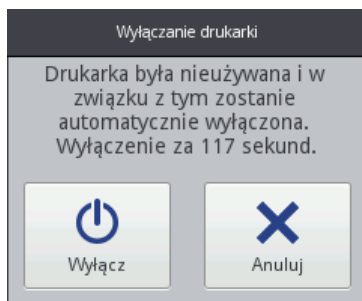 Wyłączanie drukarki
Drukarka była nieużywana i w
związku z tym zostanie
automatycznie wyłączona.
Wyłączenie za 117 sekund.
Wyłącz
Anuluj